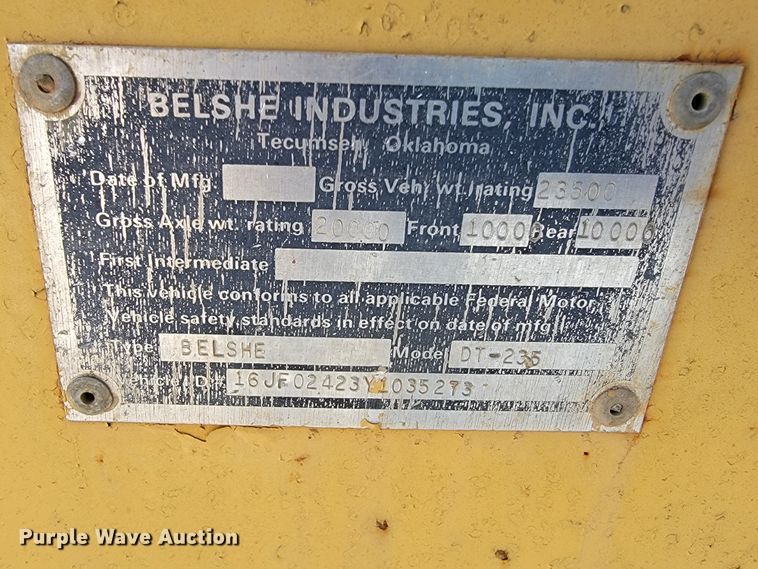 BELSHE INDUSTRIES, INC.
Tecumseh, Oklahoma
Date of Mfg. Gross Veh. wt. rating 23500
Gross Axle wt. rating 20000 Front 10000 Rear 10000
First Intermediate
This vehicle conforms to all applicable Federal Motor
Vehicle safety standards in effect on date of mfg.
Type BELSHE Model DT-235
Vehicle I.D.# 16JF02423Y1035273
Purple Wave Auction